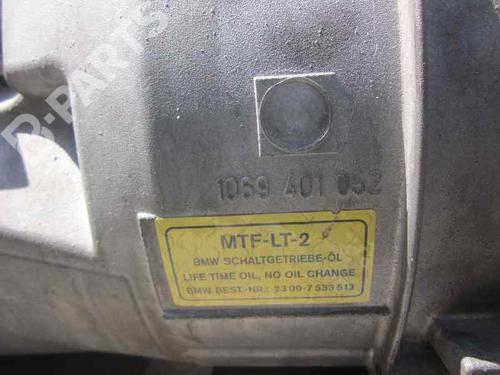 B-PARTS
1069 401 052
MTF-LT-2
BMW SCHALTGETRIEBE-ÖL
LIFE TIME OIL, NO OIL CHANGE
BMW BEST.-NR.: 23 00-7 533 513